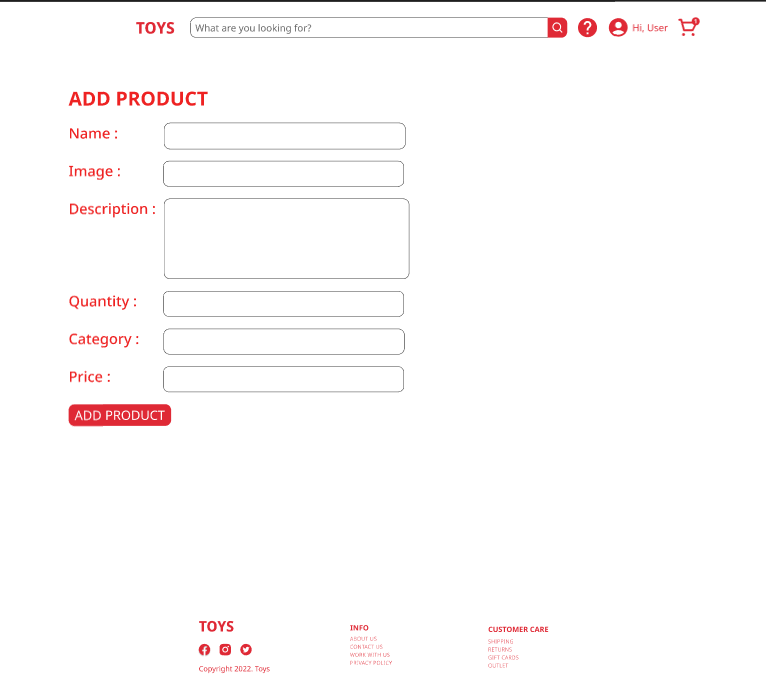 TOYS
What are you looking for?
Hi, User
1
ADD PRODUCT
Name :
Image :
Description :
Quantity :
Category :
Price :
ADD PRODUCT
TOYS
Copyright 2022, Toys
INFO
ABOUT US
CONTACT US
WORK WITH US
PRIVACY POLICY
CUSTOMER CARE
SHIPPING
RETURNS
GIFT CARDS
OUTLET